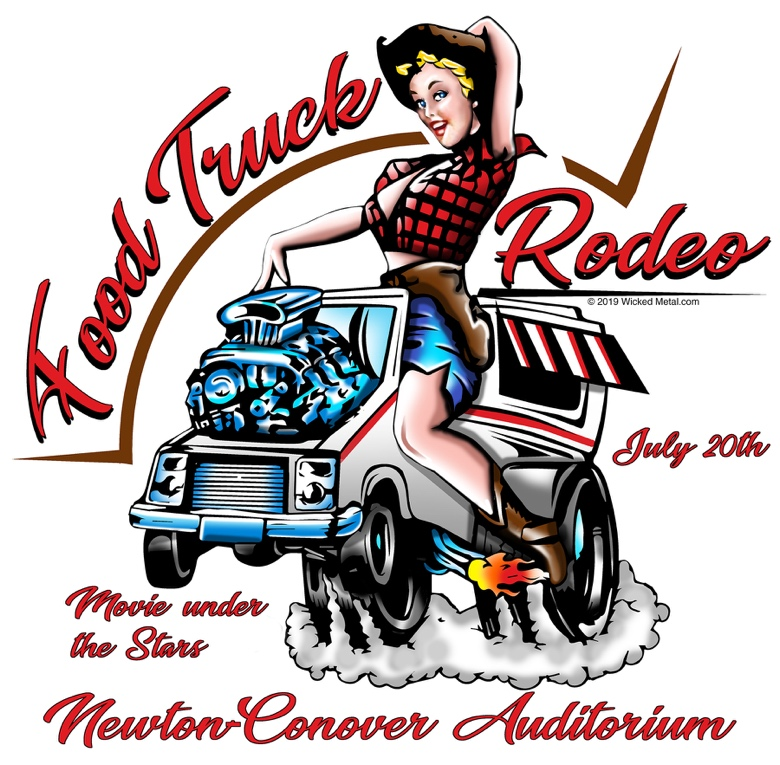 Food Truck
Rodeo
© 2019 Wicked Metal.com
July 20th
Movie under
the Stars
Newton-Conover Auditorium